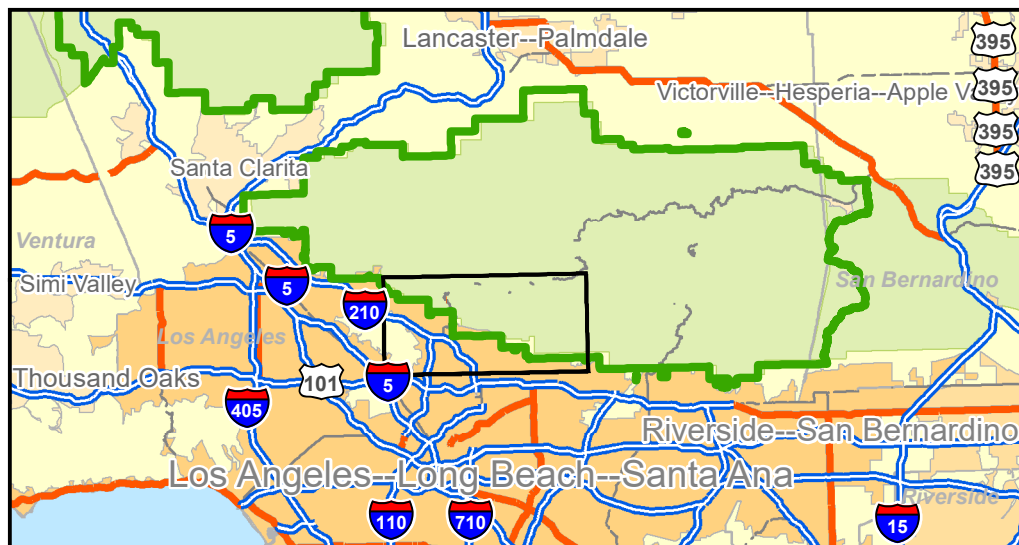 Lancaster--Palmdale
395
395
Victorville--Hesperia--Apple Valley
395
395
Santa Clarita
5
Ventura
Simi Valley
5
San Bernardino
210
Los Angeles
Thousand Oaks
101
5
405
Riverside--San Bernardino
Los Angeles--Long Beach--Santa Ana
Riverside
110
710
15